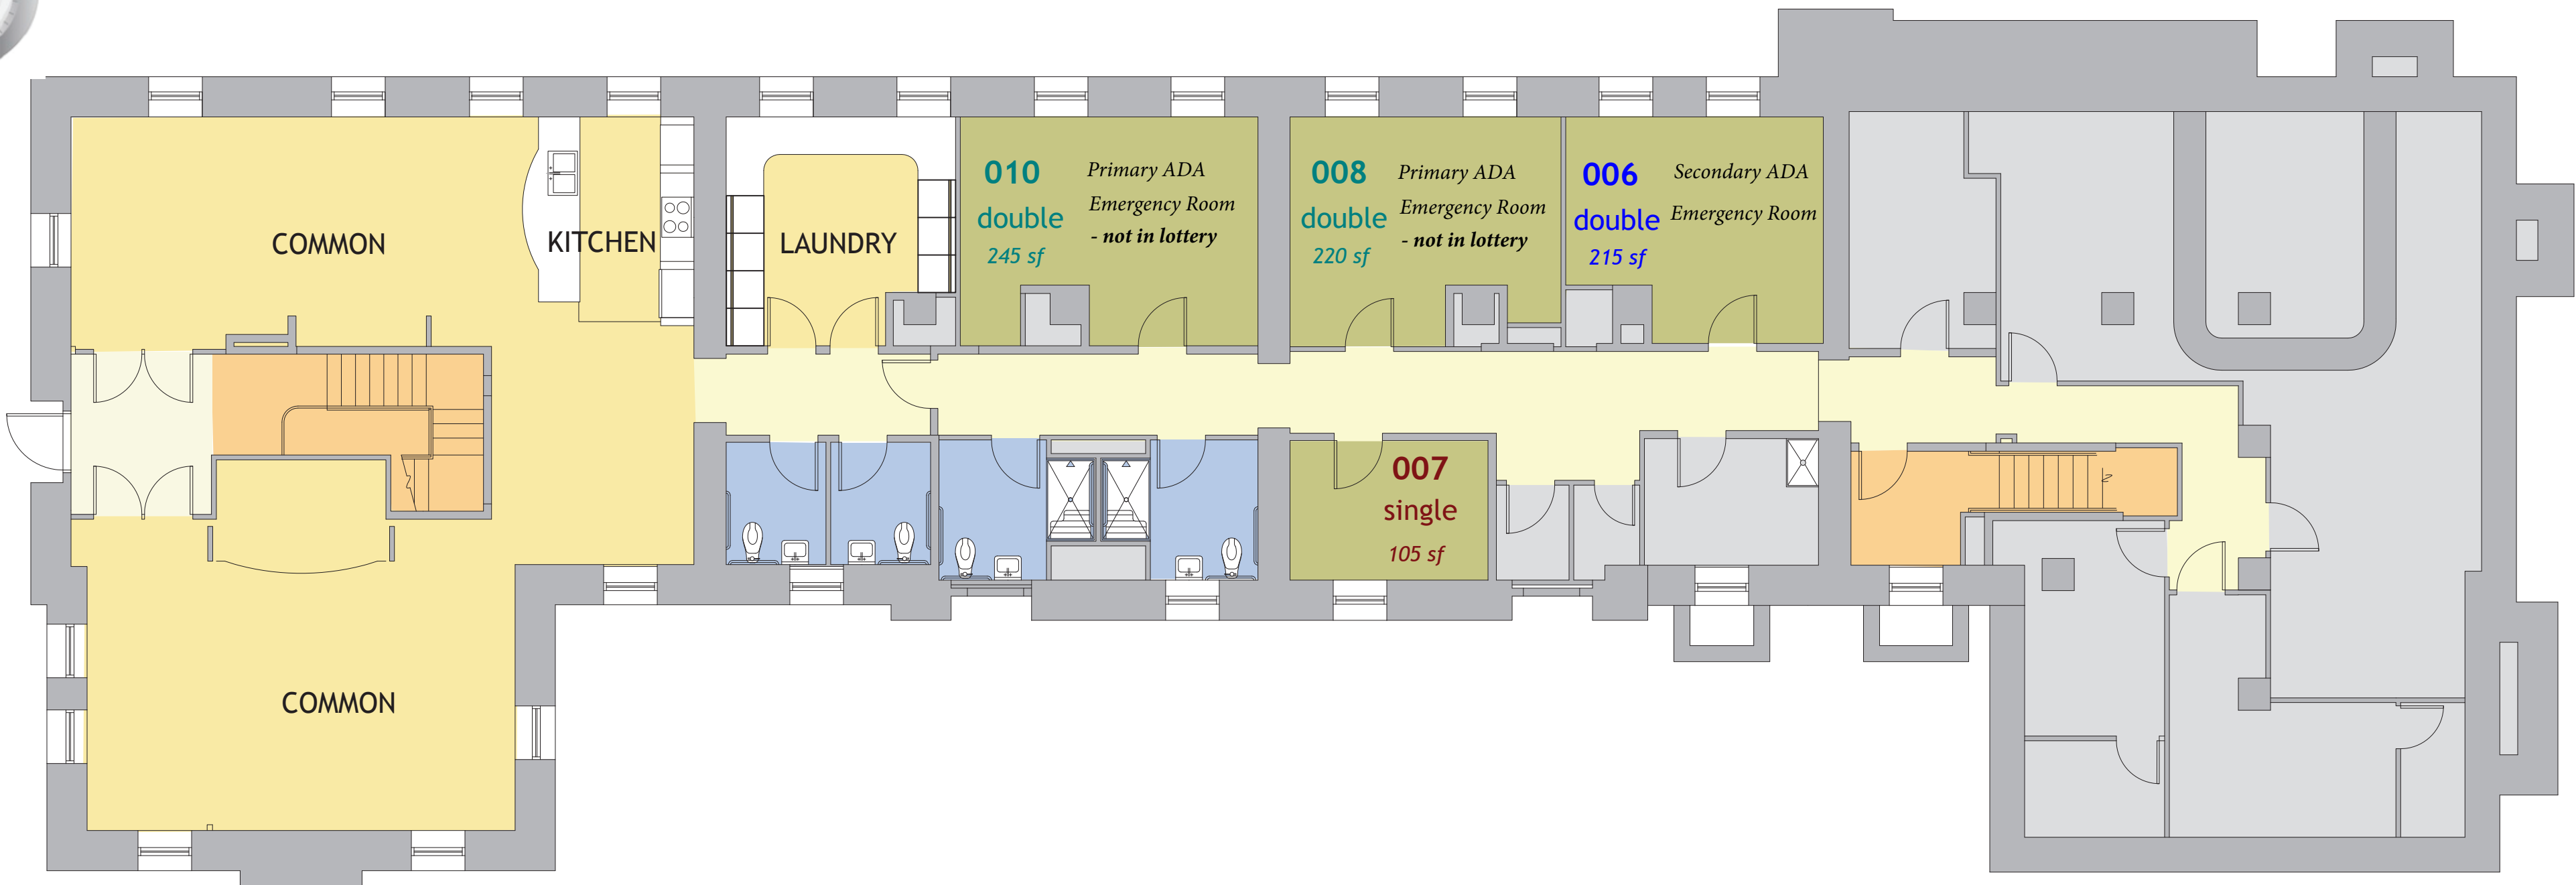 COMMON
KITCHEN
LAUNDRY
010
double
245 sf
Primary ADA
Emergency Room
- not in lottery
008
double
220 sf
Primary ADA
Emergency Room
- not in lottery
006
double
215 sf
Secondary ADA
Emergency Room
007
single
105 sf
COMMON